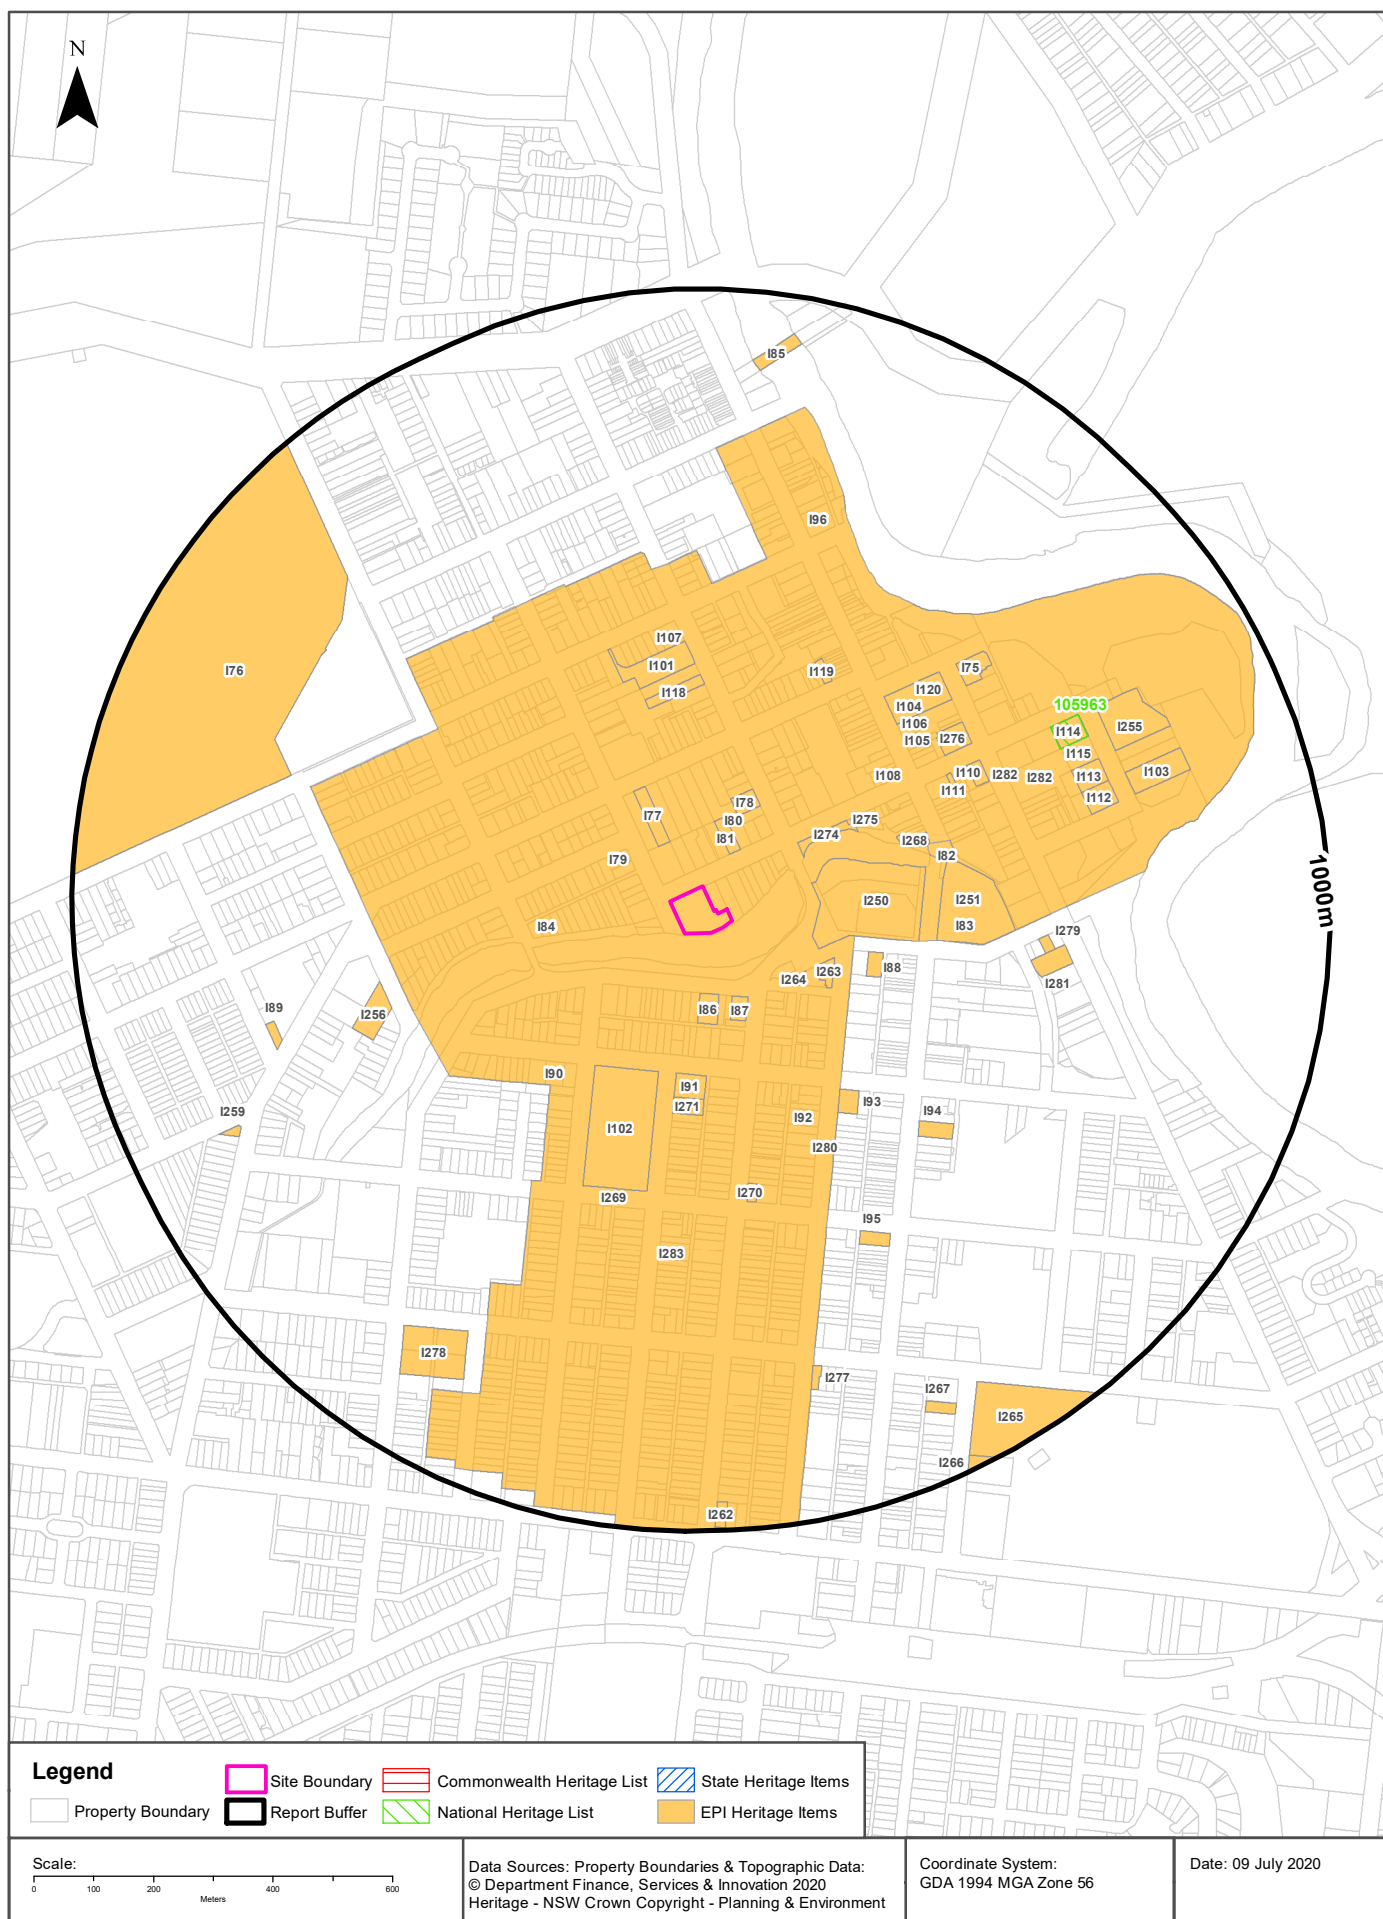 N
I85
I96
I76
I107
I101
I118
I119
I75
I120
I104
I106
I105
I276
105963
I114
I255
I115
I113
I103
I112
I108
I110
I282
I282
I111
I77
I78
I80
I81
I275
I274
I268
I82
I79
I250
I251
I83
I84
I279
I281
I88
I263
I264
I86
I87
I89
I256
I259
1000m
I90
I91
I271
I102
I92
I93
I94
I280
I270
I269
I95
I283
I278
I277
I267
I265
I266
I262
Legend
Site Boundary
Commonwealth Heritage List
State Heritage Items
Property Boundary
Report Buffer
National Heritage List
EPI Heritage Items
Scale:
0 100 200 400 600
Meters
Data Sources: Property Boundaries & Topographic Data:
© Department Finance, Services & Innovation 2020
Heritage - NSW Crown Copyright - Planning & Environment
Coordinate System:
GDA 1994 MGA Zone 56
Date: 09 July 2020